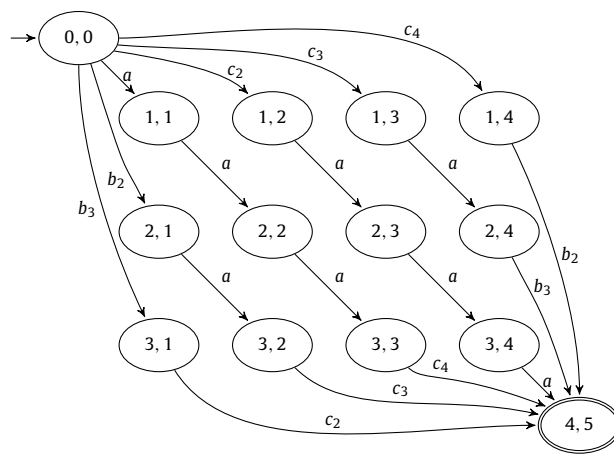 0, 0
c4
c3
c2
a
1, 1
1, 2
1, 3
1, 4
a
a
a
b2
b3
2, 1
2, 2
2, 3
2, 4
b2
a
a
a
b3
3, 1
3, 2
3, 3
3, 4
c4
a
c3
c2
4, 5